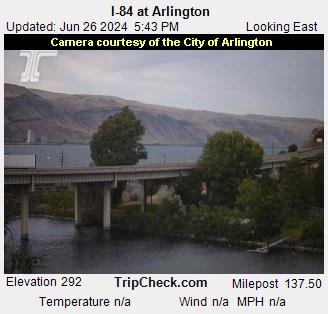 I-84 at Arlington
Updated: Jun 26 2024 5:43 PM Looking East
Camera courtesy of the City of Arlington
Elevation 292 TripCheck.com Milepost 137.50
Temperature n/a Wind n/a MPH n/a